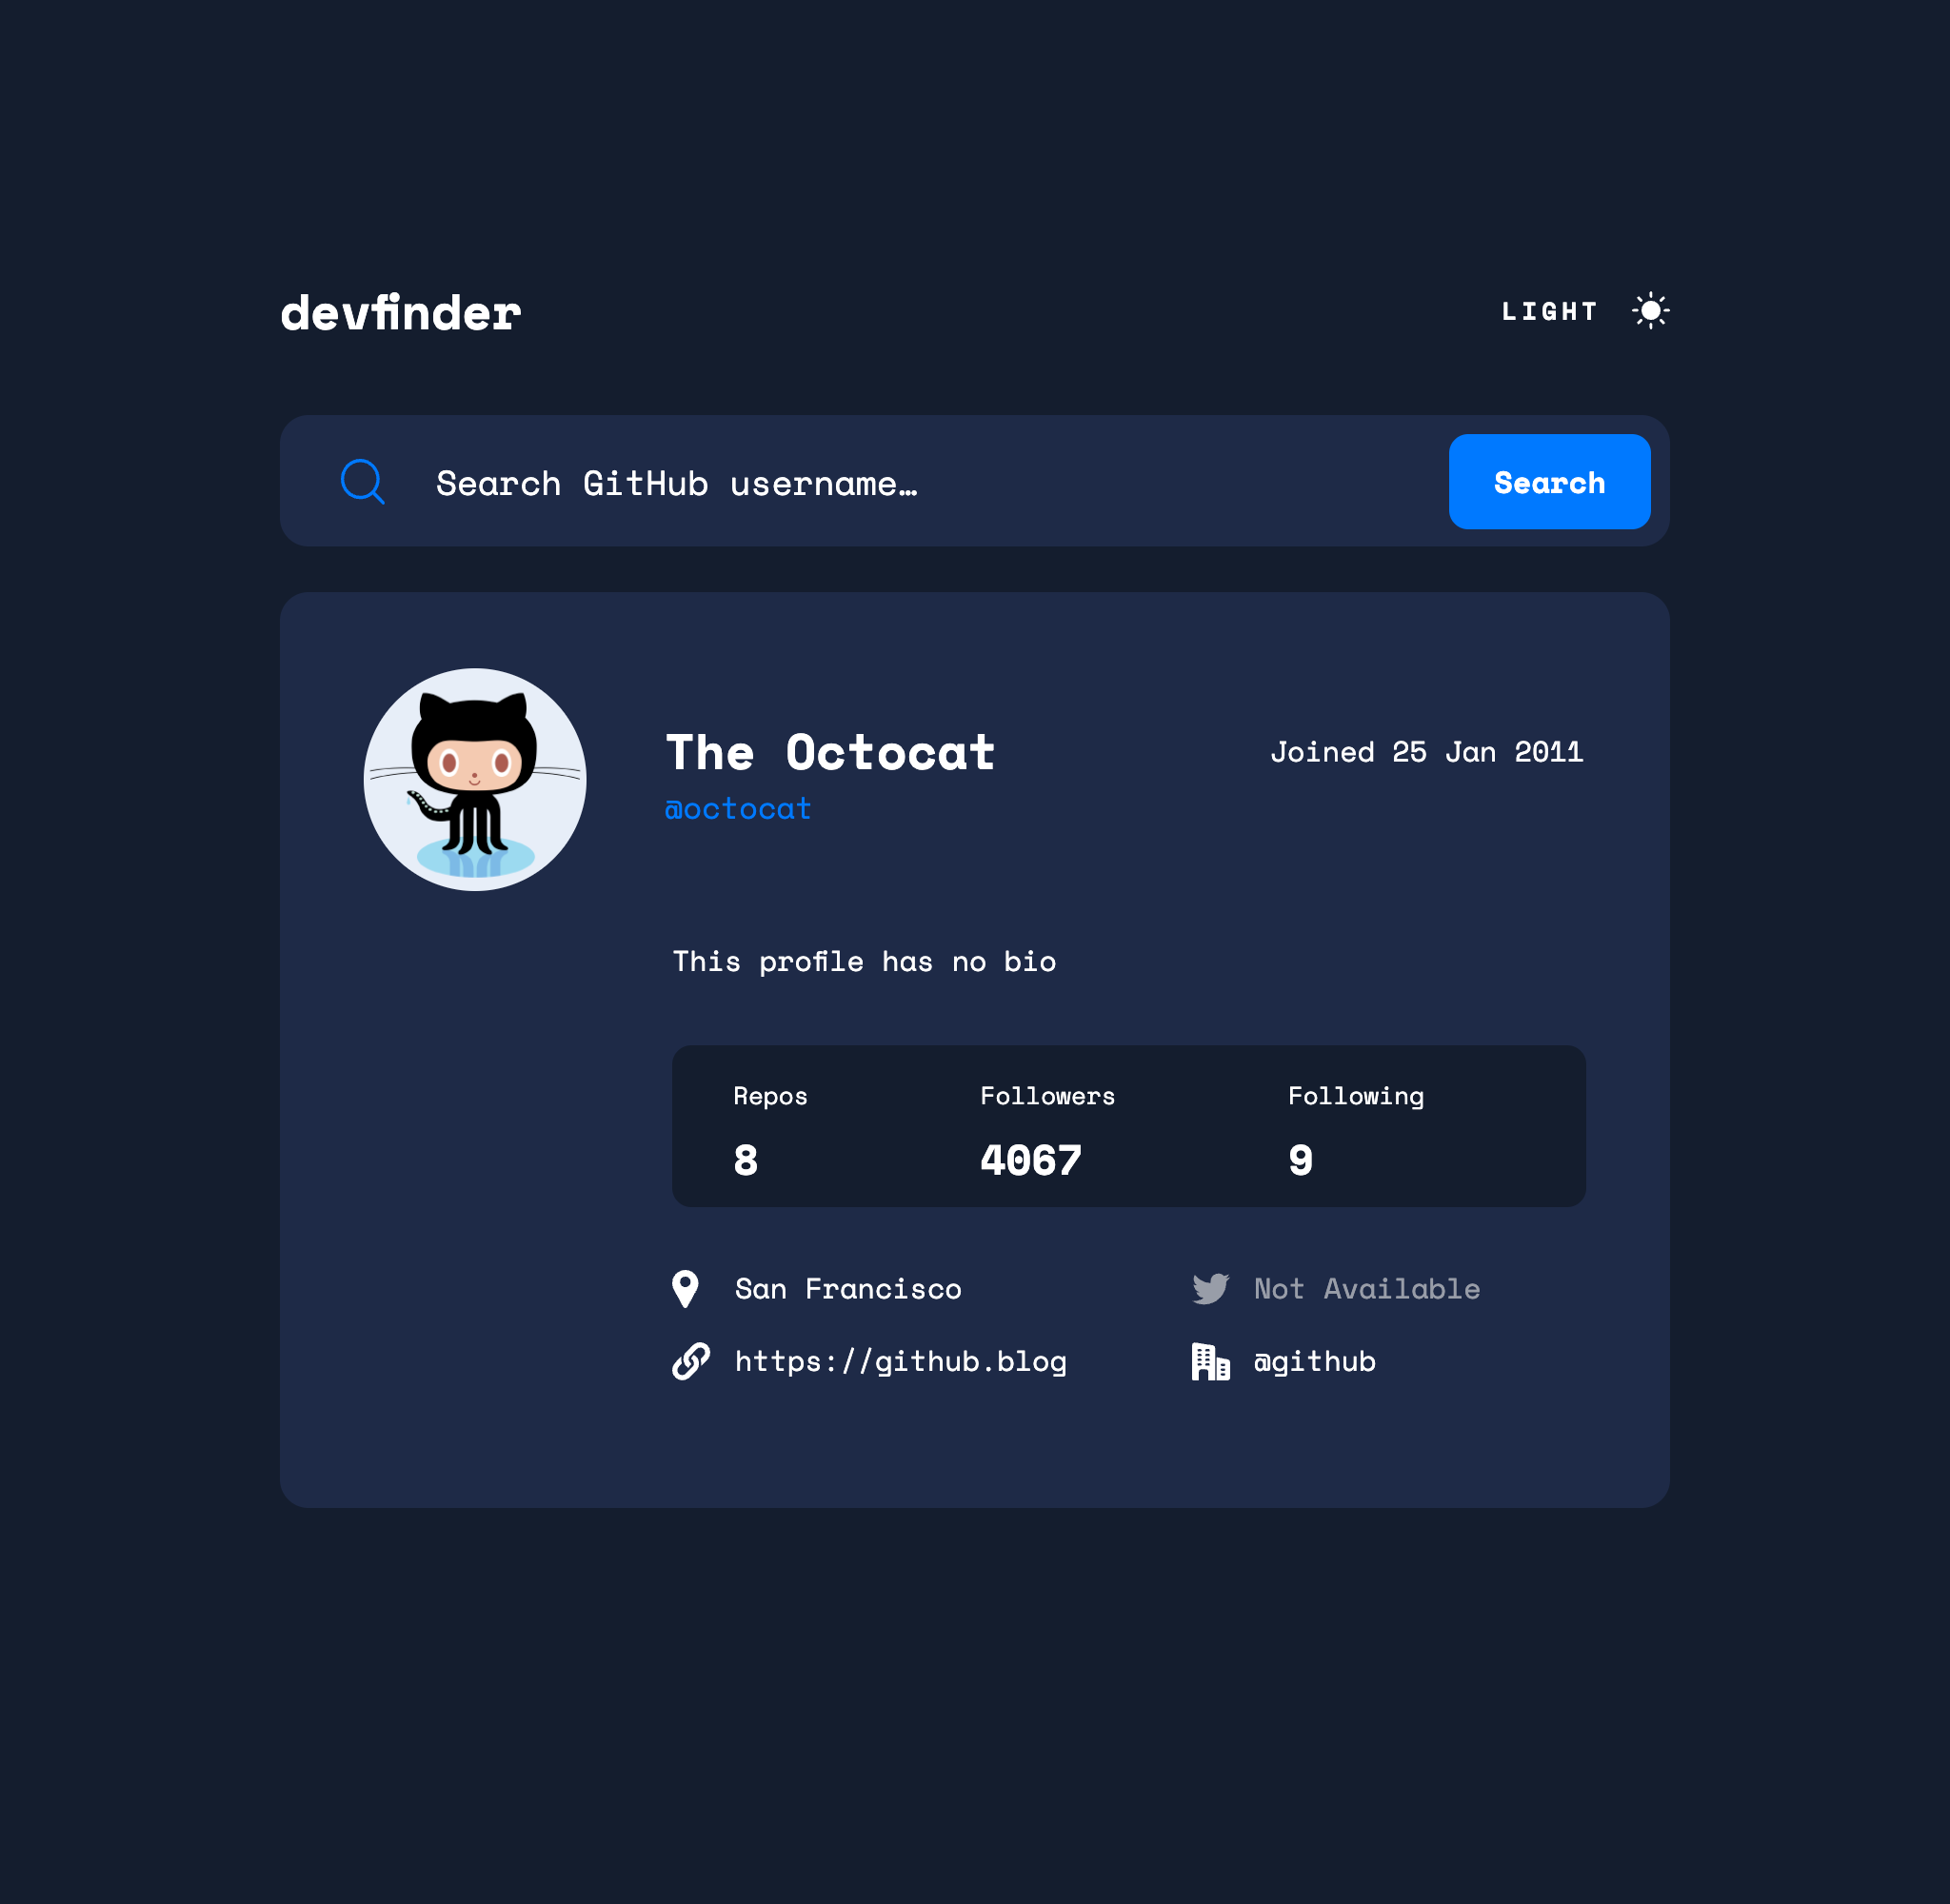 devfinder
LIGHT
Search GitHub username…
Search
The Octocat
Joined 25 Jan 2011
@octocat
This profile has no bio
Repos
Followers
Following
8
4067
9
San Francisco
Not Available
https://github.blog
@github